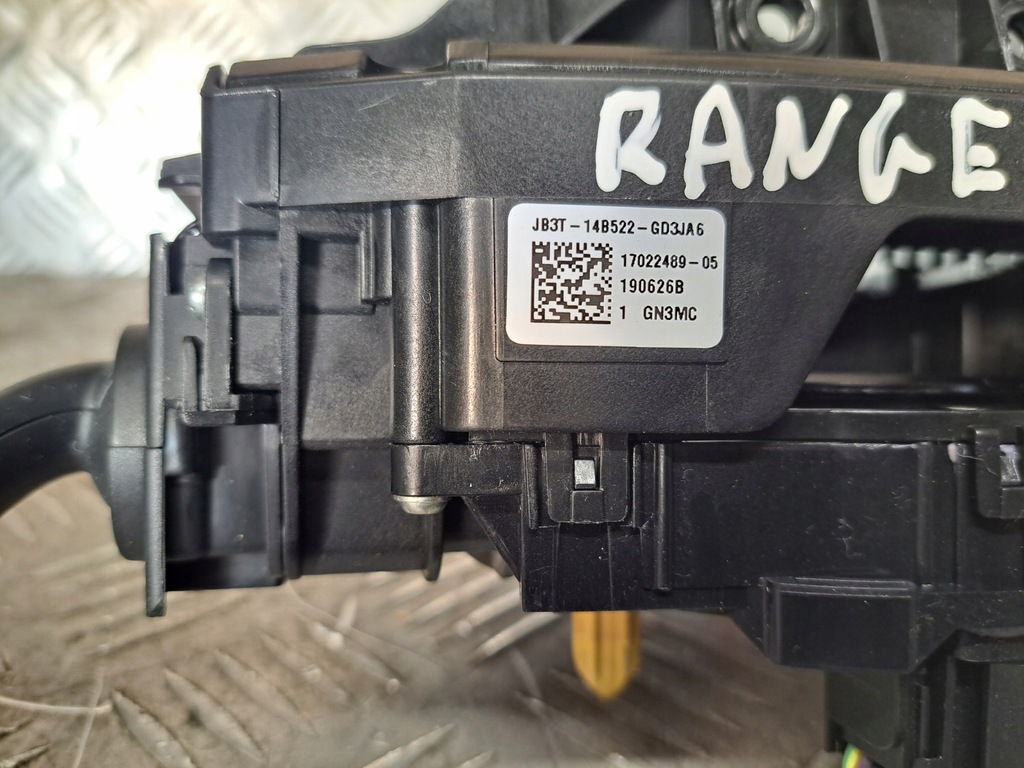 RANGE
JB3T-14B522-GD3JA6
17022489-05
190626B
1 GN3MC